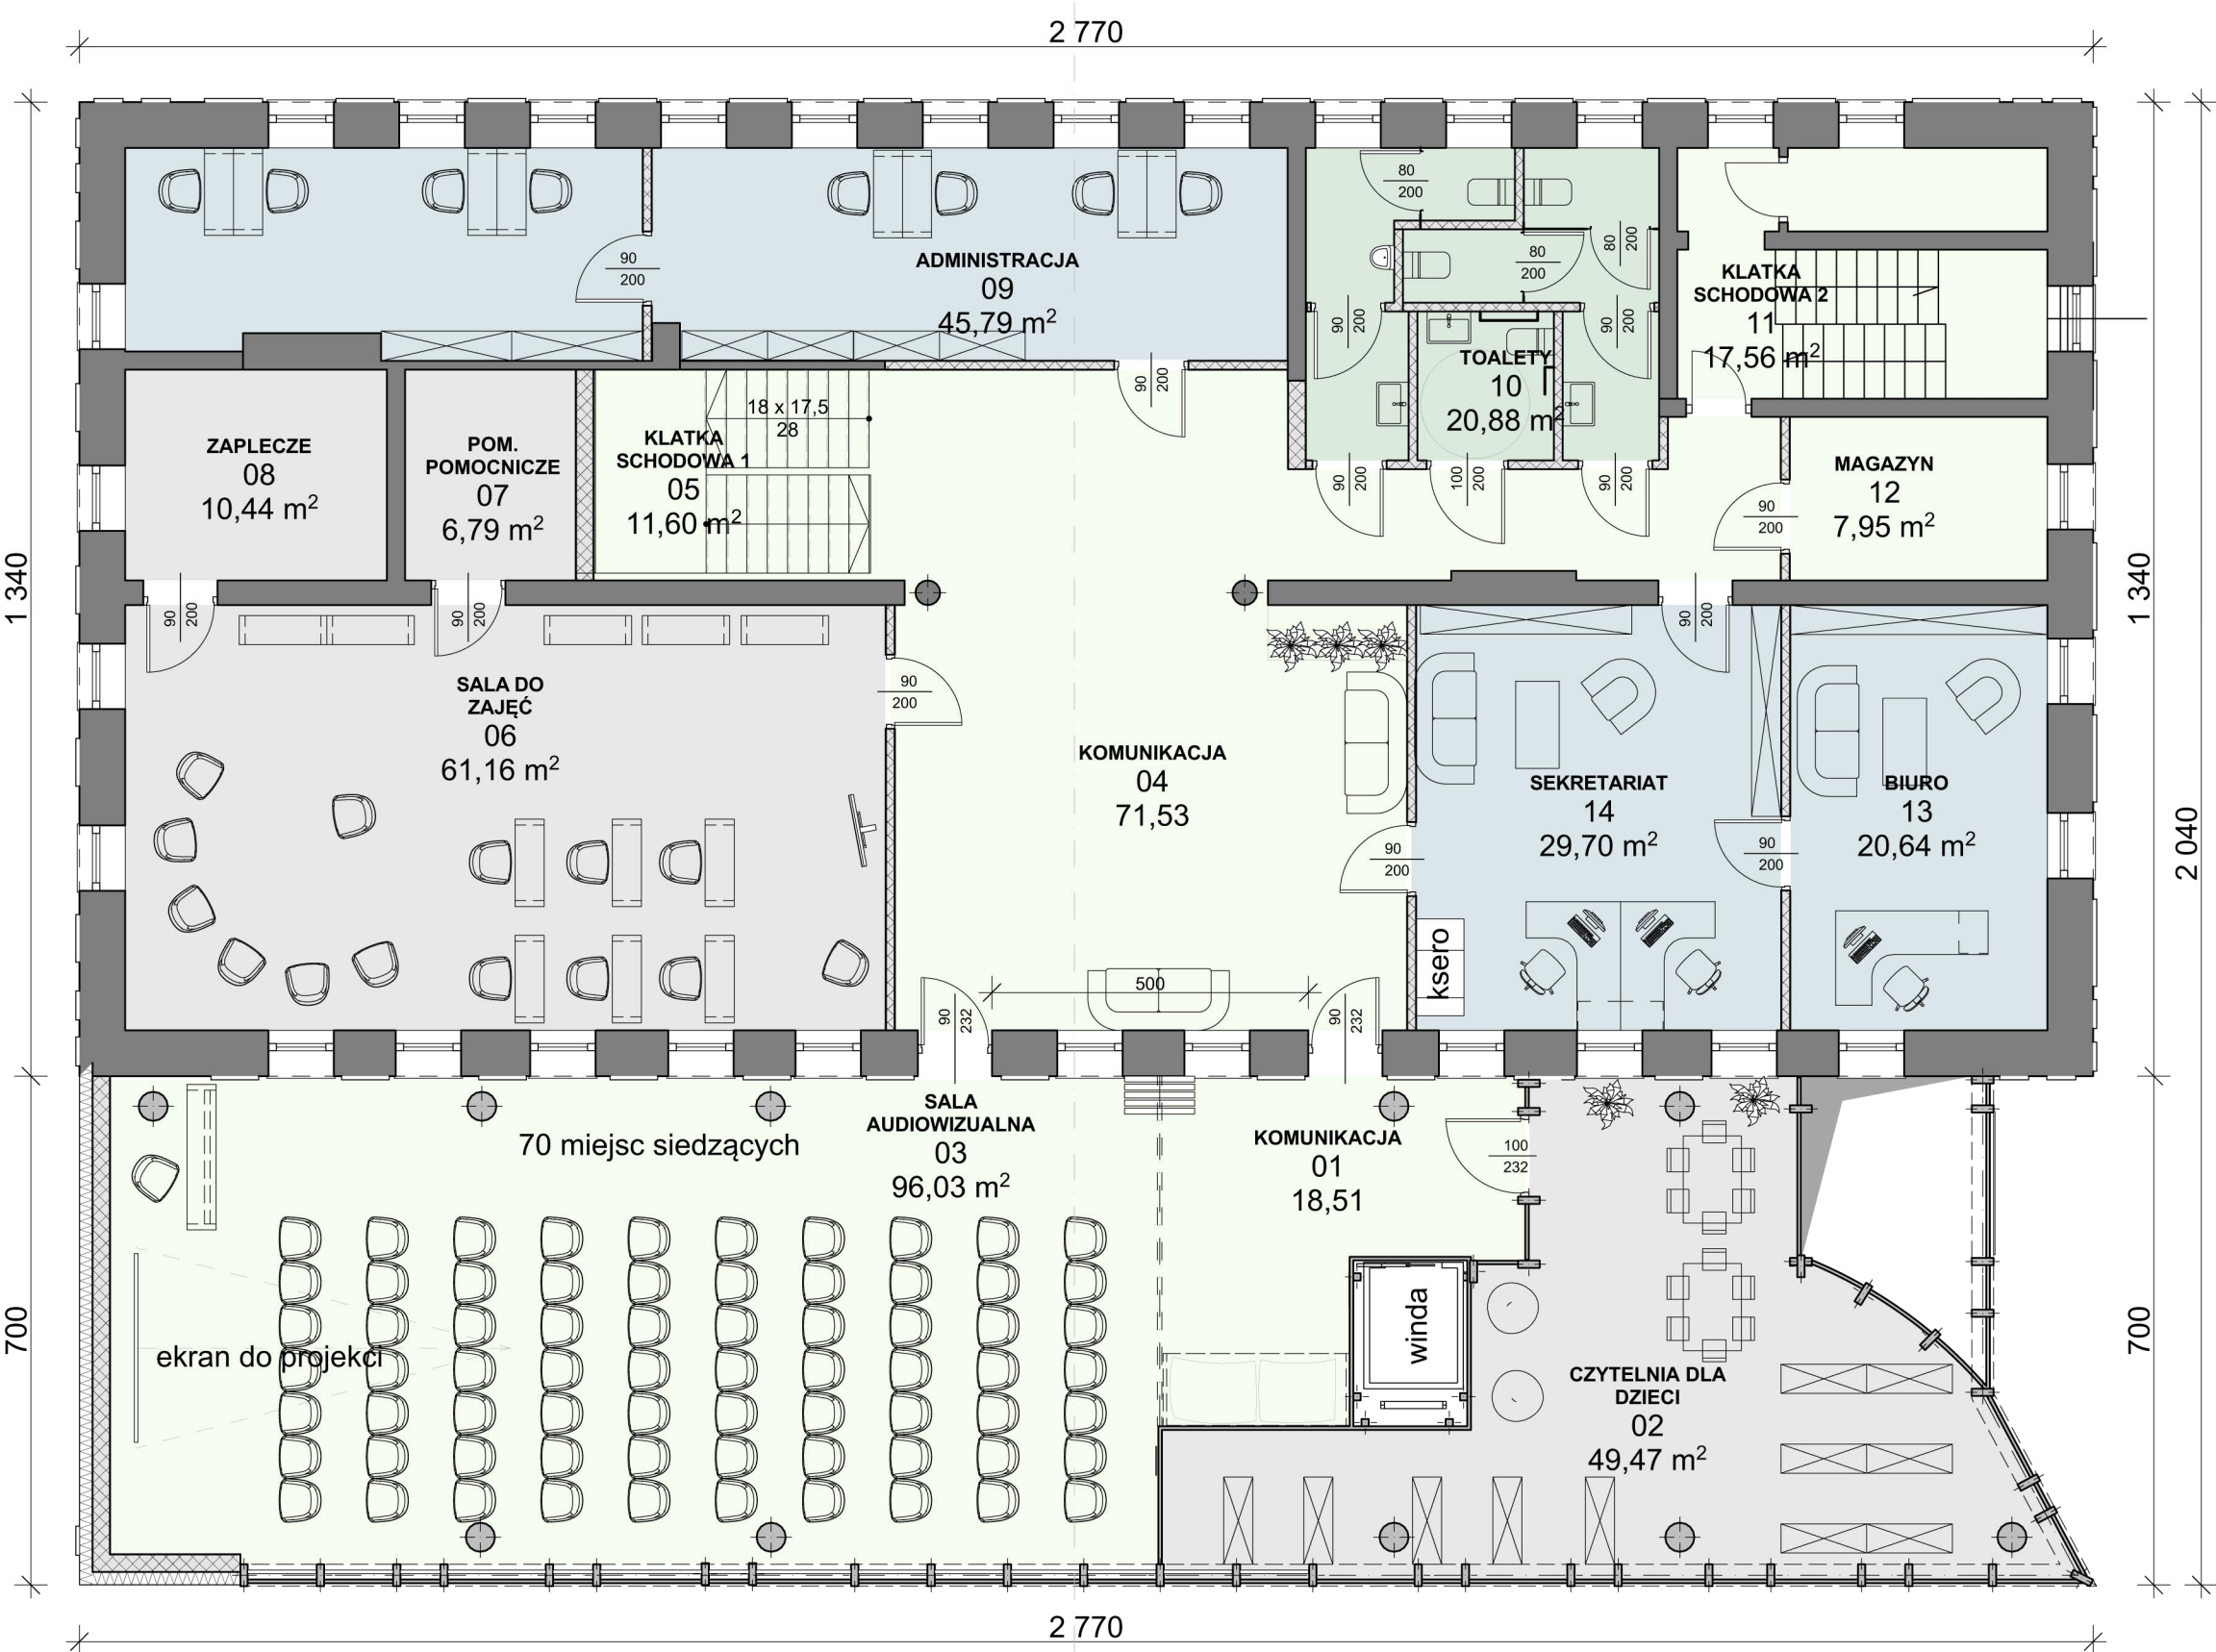 2 770
80
200
90
200
ADMINISTRACJA
09
45,79 m²
80
200
80
200
KLATKA
SCHODOWA 2
11
17,56 m²
90
200
90
200
TOALETY
10
20,88 m²
90
200
18 x 17,5
28
ZAPLECZE
08
10,44 m²
POM.
POMOCNICZE
07
6,79 m²
KLATKA
SCHODOWA 1
05
11,60 m²
90
200
100
200
90
200
MAGAZYN
12
7,95 m²
90
200
1 340
1 340
90
200
90
200
90
200
SALA DO
ZAJĘĆ
06
61,16 m²
90
200
KOMUNIKACJA
04
71,53
SEKRETARIAT
14
29,70 m²
BIURO
13
20,64 m²
90
200
90
200
2 040
ksero
500
90
232
90
232
SALA
AUDIOWIZUALNA
03
96,03 m²
70 miejsc siedzących
KOMUNIKACJA
01
18,51
100
232
700
700
ekran do projekci
winda
CZYTELNIA DLA
DZIECI
02
49,47 m²
2 770